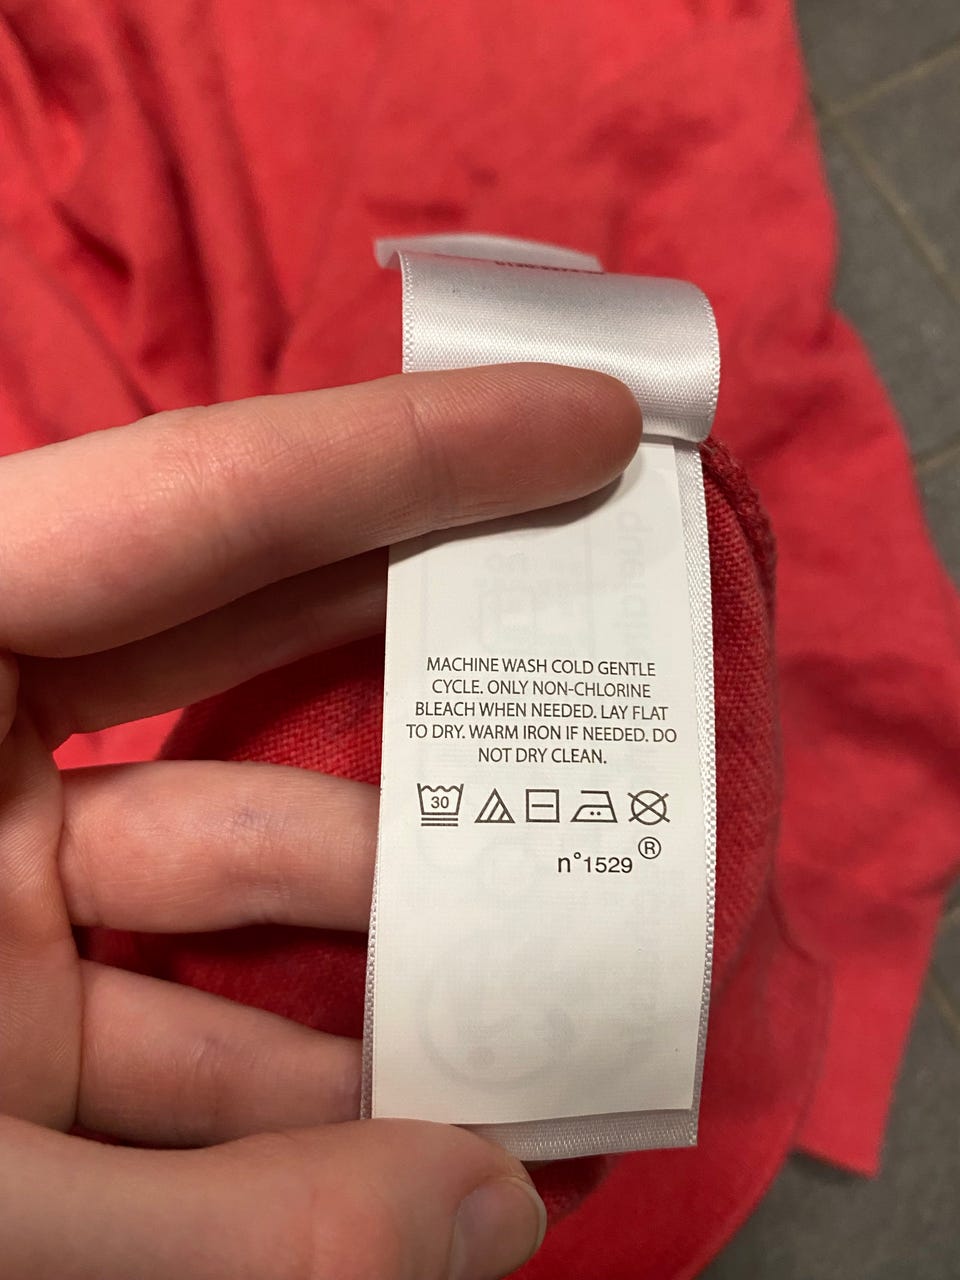 MACHINE WASH COLD GENTLE
CYCLE. ONLY NON-CHLORINE
BLEACH WHEN NEEDED. LAY FLAT
TO DRY. WARM IRON IF NEEDED. DO
NOT DRY CLEAN.
30
n°1529®